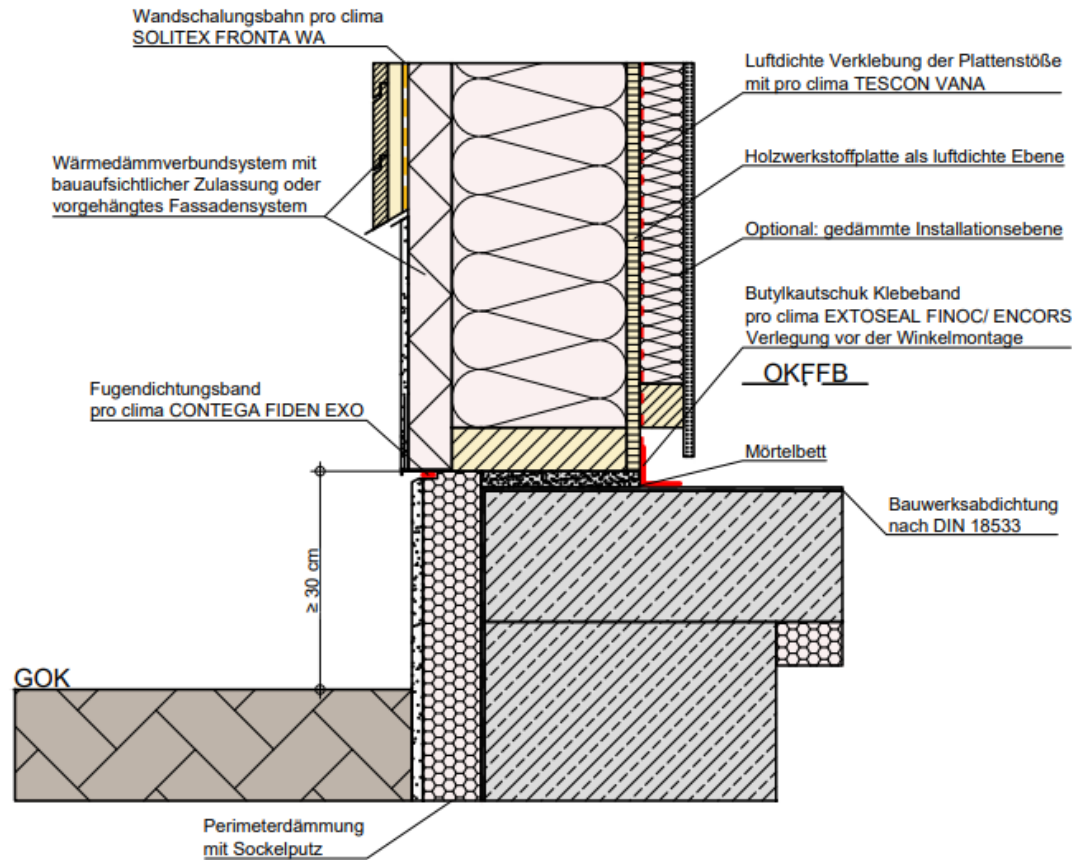 Wandschalungsbahn pro clima
SOLITEX FRONTA WA
Luftdichte Verklebung der Plattenstöße
mit pro clima TESCON VANA
Wärmedämmverbundsystem mit
bauaufsichtlicher Zulassung oder
vorgehängtes Fassadensystem
Holzwerkstoffplatte als luftdichte Ebene
Optional: gedämmte Installationsebene
Butylkautschuk Klebeband
pro clima EXTOSEAL FINOC/ ENCORS
Verlegung vor der Winkelmontage
OKFFB
Fugendichtungsband
pro clima CONTEGA FIDEN EXO
Mörtelbett
Bauwerksabdichtung
nach DIN 18533
≥ 30 cm
GOK
Perimeterdämmung
mit Sockelputz